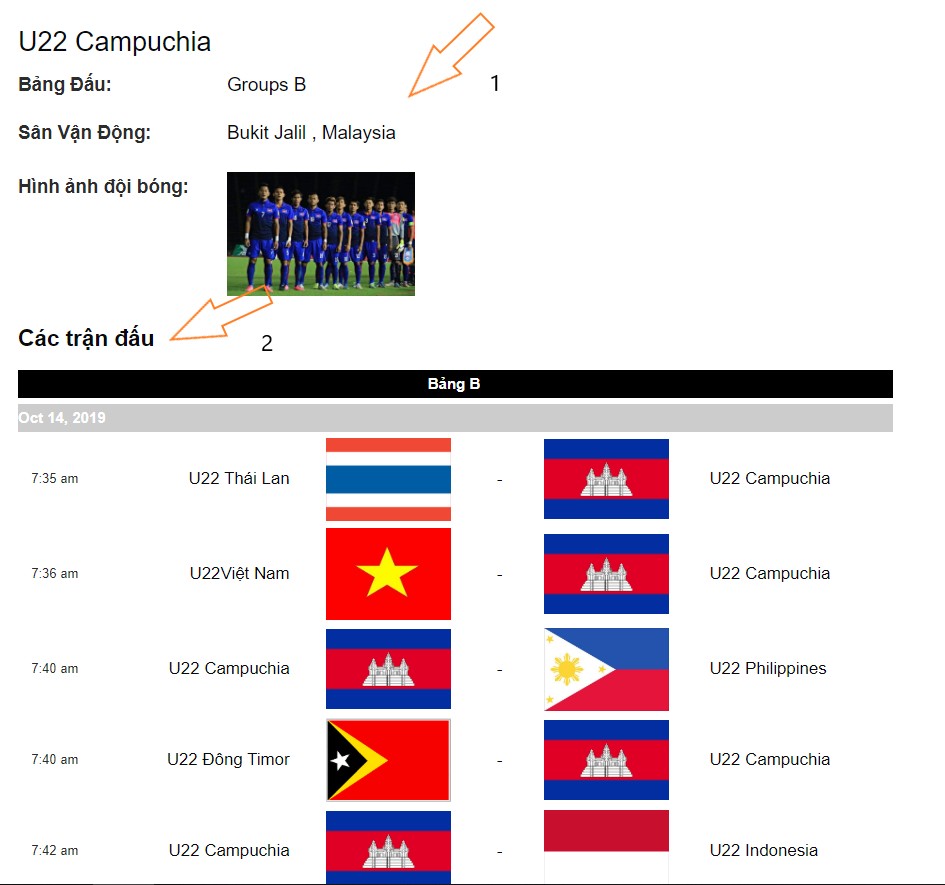 U22 Campuchia
1
Bảng Đấu: Groups B
Sân Vận Động: Bukit Jalil , Malaysia
Hình ảnh đội bóng:
Các trận đấu
2
Bảng B
Oct 14, 2019
7:35 am U22 Thái Lan - U22 Campuchia
7:36 am U22Việt Nam - U22 Campuchia
7:40 am U22 Campuchia - U22 Philippines
7:40 am U22 Đông Timor - U22 Campuchia
7:42 am U22 Campuchia - U22 Indonesia